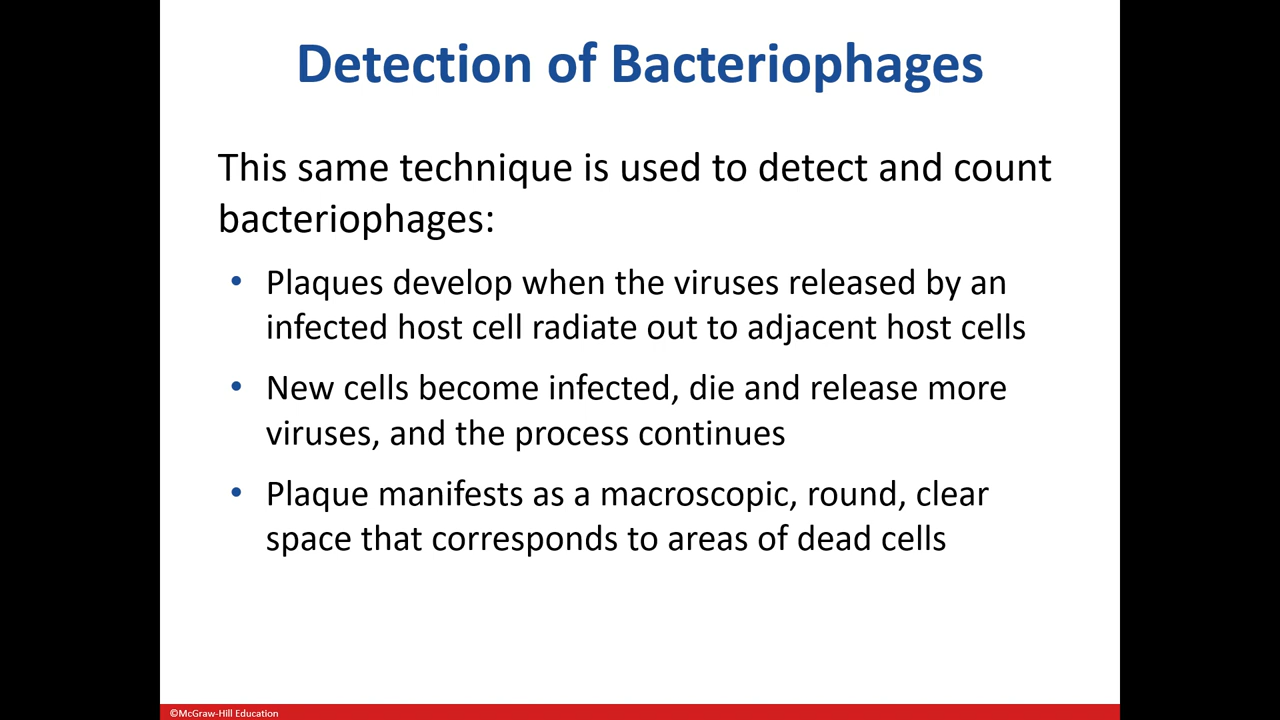 Detection of Bacteriophages
This same technique is used to detect and count
bacteriophages:
• Plaques develop when the viruses released by an
infected host cell radiate out to adjacent host cells
• New cells become infected, die and release more
viruses, and the process continues
• Plaque manifests as a macroscopic, round, clear
space that corresponds to areas of dead cells
©McGraw-Hill Education